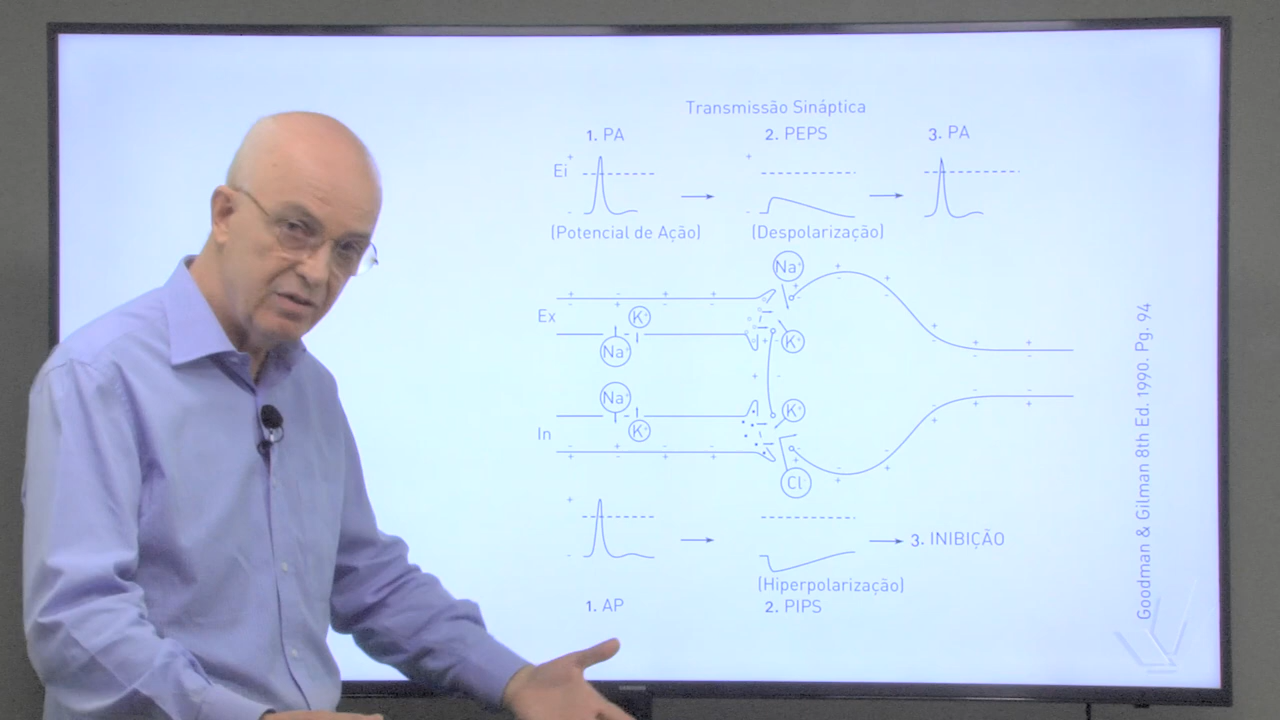 Transmissão Sináptica
1. PA
2. PEPS
3. PA
Ei
+
+
-
-
-
(Potencial de Ação)
(Despolarização)
Na⁺
Ex
K⁺
K⁺
Na⁺
Na⁺
K⁺
K⁺
In
Cl
+
-
3. INIBIÇÃO
(Hiperpolarização)
1. AP
2. PIPS
Goodman & Gilman 8th Ed. 1990. Pg. 94